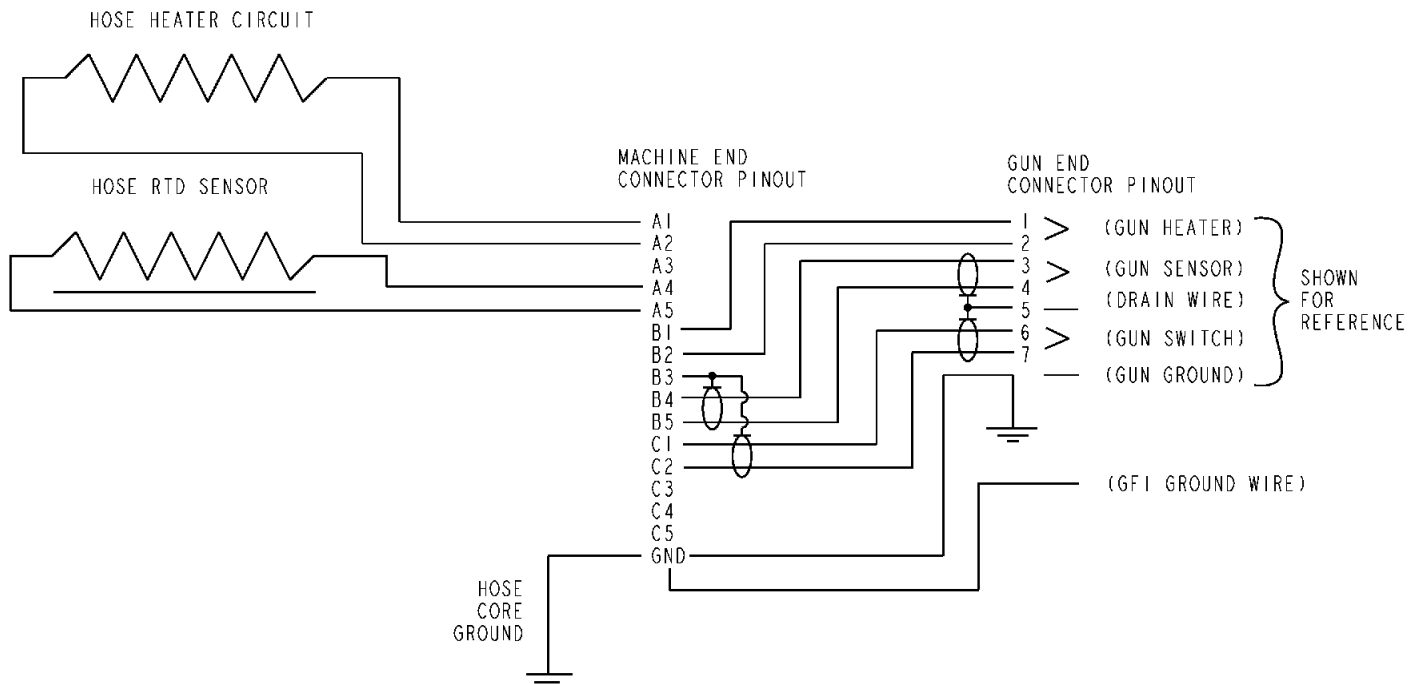 HOSE HEATER CIRCUIT
HOSE RTD SENSOR
MACHINE END
CONNECTOR PINOUT
A1
A2
A3
A4
A5
B1
B2
B3
B4
B5
C1
C2
C3
C4
C5
GND
HOSE
CORE
GROUND
GUN END
CONNECTOR PINOUT
1
2
3
4
5
6
7
(GUN HEATER)
(GUN SENSOR)
(DRAIN WIRE)
(GUN SWITCH)
(GUN GROUND)
SHOWN
FOR
REFERENCE
(GFI GROUND WIRE)